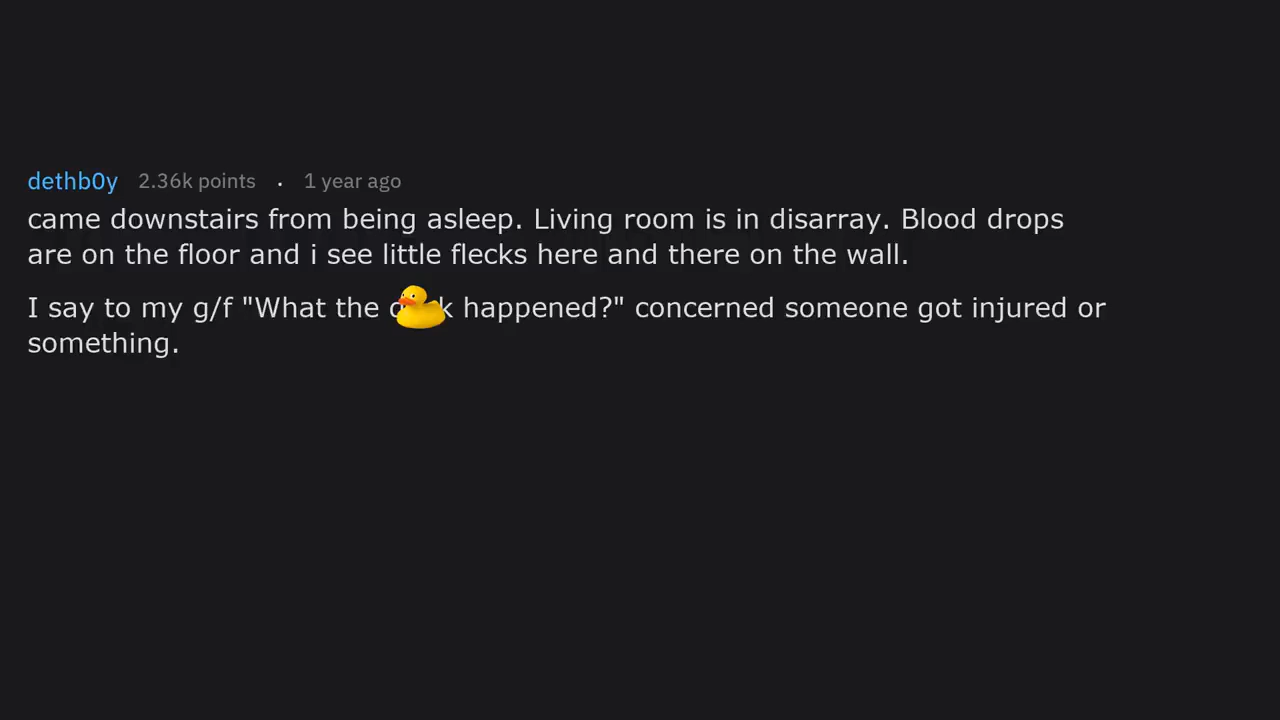 dethb0y 2.36k points . 1 year ago
came downstairs from being asleep. Living room is in disarray. Blood drops
are on the floor and i see little flecks here and there on the wall.
I say to my g/f "What the happened?" concerned someone got injured or
something.